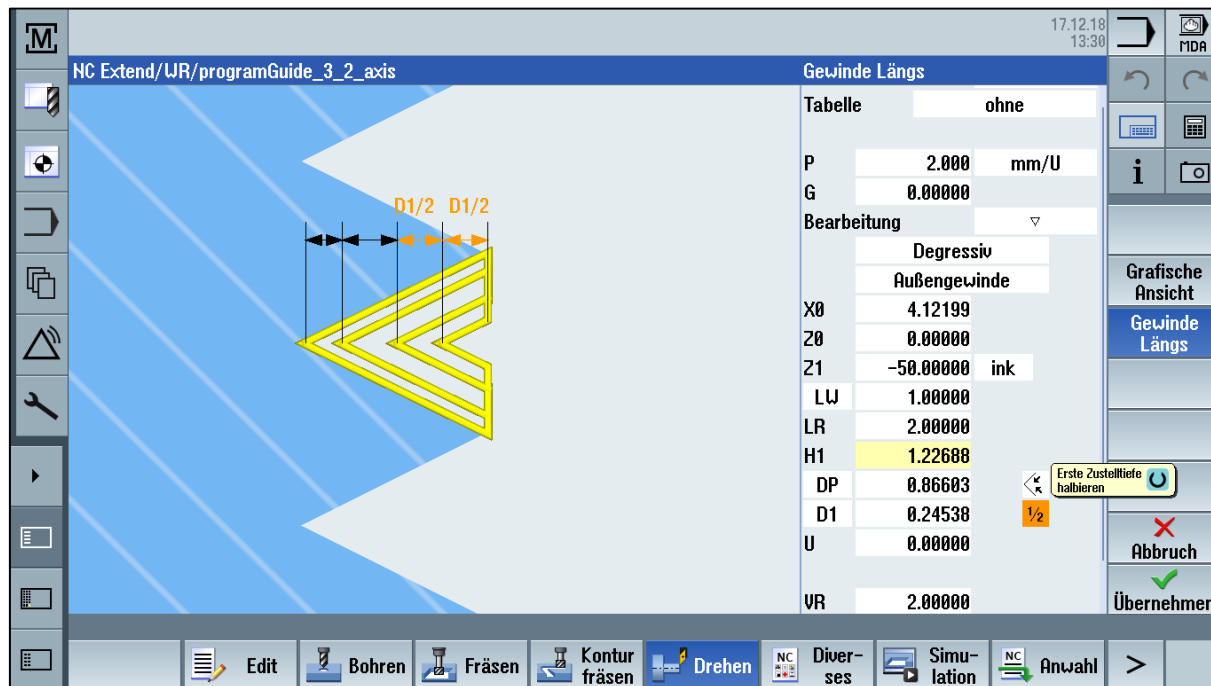 M
17.12.18
13:30
MDA
NC Extend/WR/programGuide_3_2_axis
Gewinde Längs
Tabelle ohne
P 2.000 mm/U
G 0.00000
Bearbeitung ▽
Degressiv
Außengewinde
X0 4.12199
Z0 0.00000
Z1 -50.00000 ink
LW 1.00000
LR 2.00000
H1 1.22688
DP 0.86603
D1 0.24538 ½
U 0.00000
VR 2.00000
D1/2 D1/2
Erste Zustelltiefe
halbieren
i
Grafische
Ansicht
Gewinde
Längs
Abbruch
Übernehmen
Edit
Bohren
Fräsen
Kontur
fräsen
Drehen
NC
Diver-
ses
Simu-
lation
NC
Anwahl
>